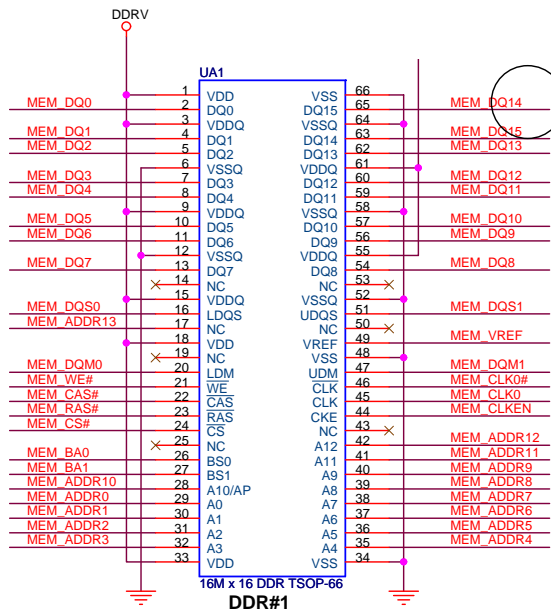 DDRV
UA1
1 VDD VSS 66
MEM_DQ0 2 DQ0 DQ15 65 MEM_DQ14
3 VDDQ VSSQ 64
MEM_DQ1 4 DQ1 DQ14 63 MEM_DQ15
MEM_DQ2 5 DQ2 DQ13 62 MEM_DQ13
6 VSSQ VDDQ 61
MEM_DQ3 7 DQ3 DQ12 60 MEM_DQ12
MEM_DQ4 8 DQ4 DQ11 59 MEM_DQ11
9 VDDQ VSSQ 58
MEM_DQ5 10 DQ5 DQ10 57 MEM_DQ10
MEM_DQ6 11 DQ6 DQ9 56 MEM_DQ9
12 VSSQ VDDQ 55
MEM_DQ7 13 DQ7 DQ8 54 MEM_DQ8
14 NC NC 53
15 VDDQ VSSQ 52
MEM_DQS0 16 LDQS UDQS 51 MEM_DQS1
MEM_ADDR13 17 NC NC 50
18 VDD VREF 49 MEM_VREF
19 NC VSS 48
MEM_DQM0 20 LDM UDM 47 MEM_DQM1
MEM_WE# 21 WE CLK 46 MEM_CLK0#
MEM_CAS# 22 CAS CLK 45 MEM_CLK0
MEM_RAS# 23 RAS CKE 44 MEM_CLKEN
MEM_CS# 24 CS NC 43
25 NC A12 42 MEM_ADDR12
MEM_BA0 26 BS0 A11 41 MEM_ADDR11
MEM_BA1 27 BS1 A9 40 MEM_ADDR9
MEM_ADDR10 28 A10/AP A8 39 MEM_ADDR8
MEM_ADDR0 29 A0 A7 38 MEM_ADDR7
MEM_ADDR1 30 A1 A6 37 MEM_ADDR6
MEM_ADDR2 31 A2 A5 36 MEM_ADDR5
MEM_ADDR3 32 A3 A4 35 MEM_ADDR4
33 VDD VSS 34
16M x 16 DDR TSOP-66
DDR#1